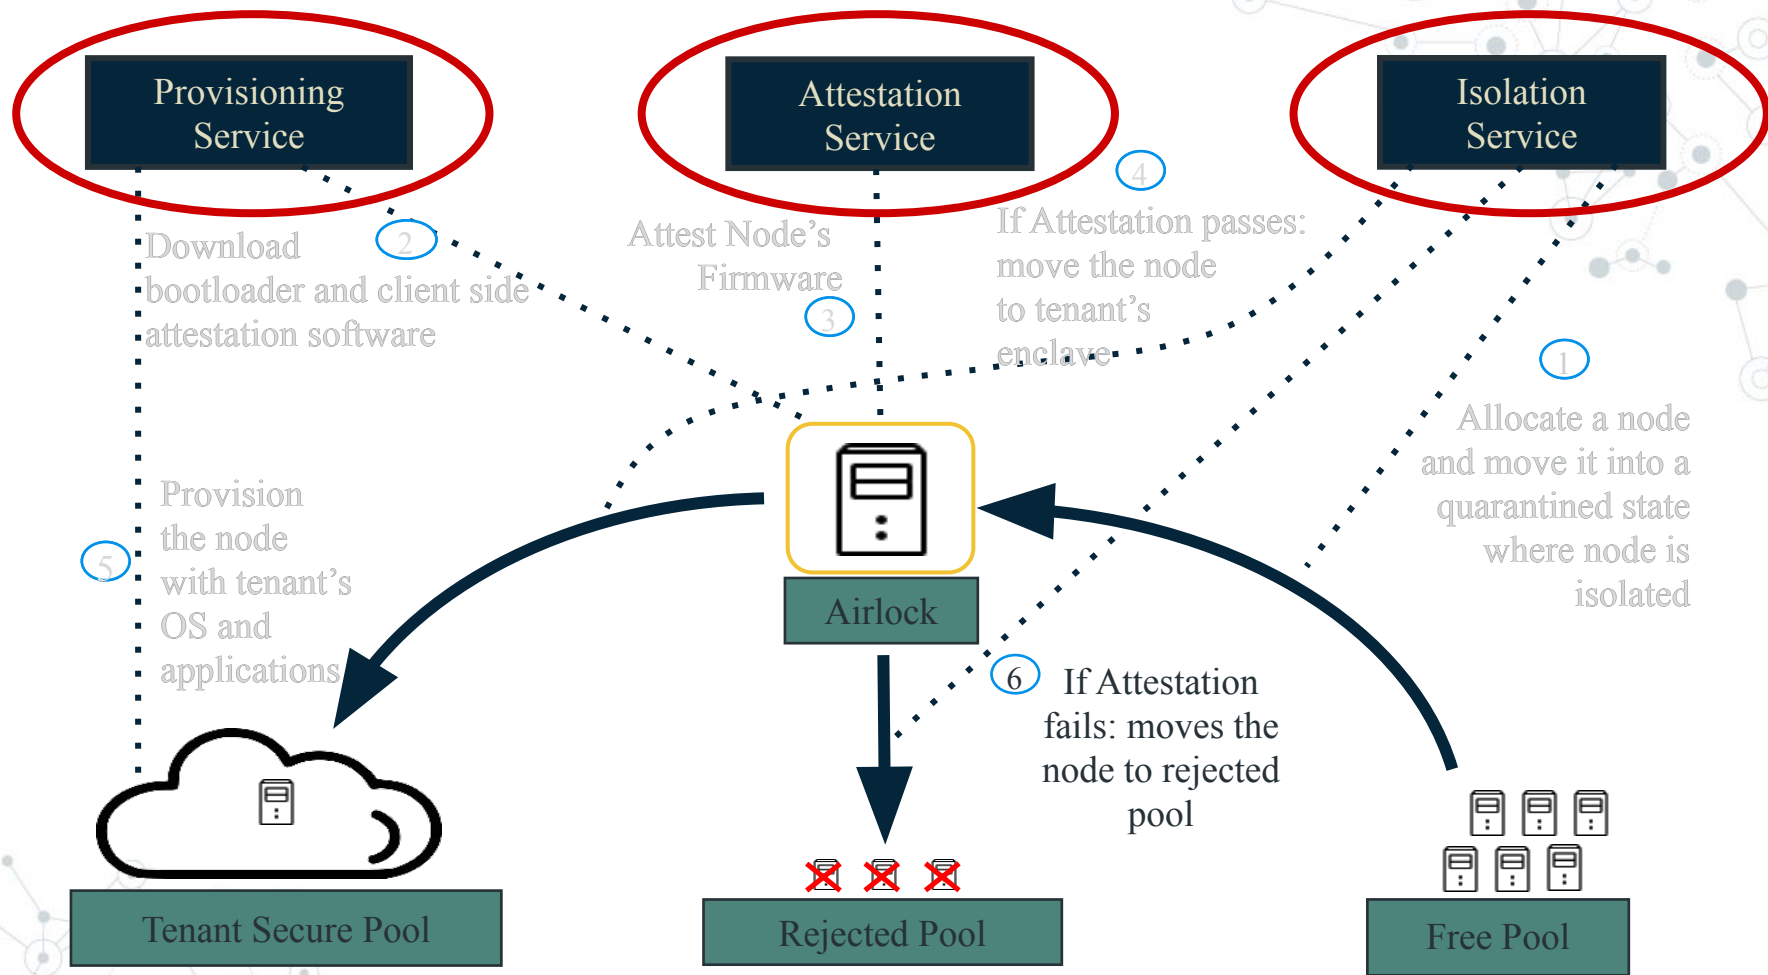 Provisioning
Service
Attestation
Service
Isolation
Service
2
Download
bootloader and client side
attestation software
Attest Node’s
Firmware
3
4
If Attestation passes:
move the node
to tenant’s
enclave
1
Allocate a node
and move it into a
quarantined state
where node is
isolated
5
Provision
the node
with tenant’s
OS and
applications
Airlock
6
If Attestation
fails: moves the
node to rejected
pool
Tenant Secure Pool
Rejected Pool
Free Pool